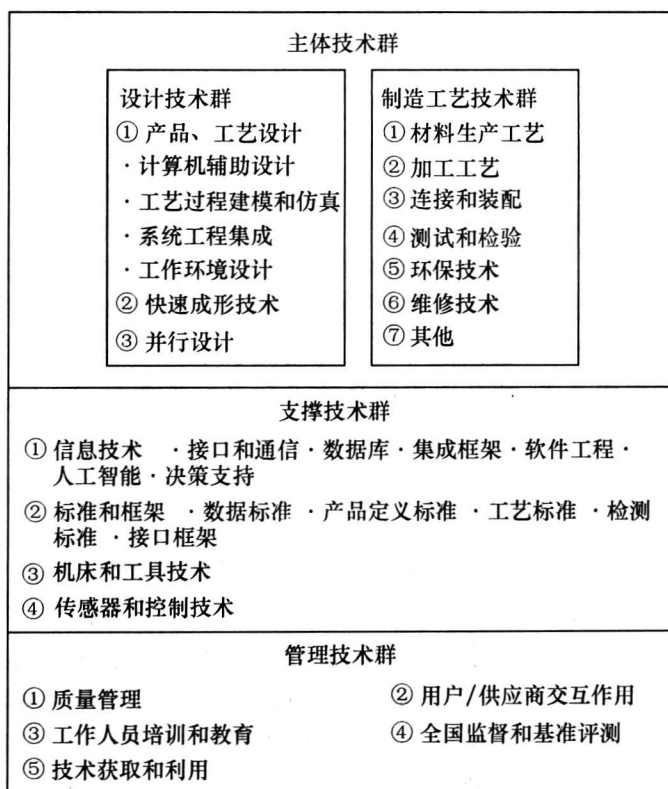 主体技术群
设计技术群
① 产品、工艺设计
· 计算机辅助设计
· 工艺过程建模和仿真
· 系统工程集成
· 工作环境设计
② 快速成形技术
③ 并行设计
制造工艺技术群
① 材料生产工艺
② 加工工艺
③ 连接和装配
④ 测试和检验
⑤ 环保技术
⑥ 维修技术
⑦ 其他
支撑技术群
① 信息技术 · 接口和通信 · 数据库 · 集成框架 · 软件工程 ·
人工智能 · 决策支持
② 标准和框架 · 数据标准 · 产品定义标准 · 工艺标准 · 检测
标准 · 接口框架
③ 机床和工具技术
④ 传感器和控制技术
管理技术群
① 质量管理 ② 用户/供应商交互作用
③ 工作人员培训和教育 ④ 全国监督和基准评测
⑤ 技术获取和利用